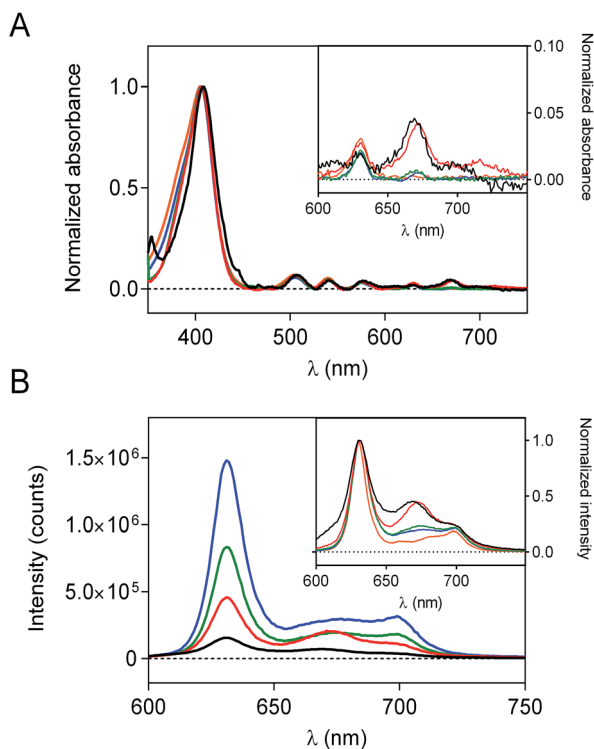 A
Normalized absorbance
1.0
0.5
0.0
400
500
600
700
λ (nm)
0.10
0.05
0.00
Normalized absorbance
600
650
700
λ (nm)
B
Intensity (counts)
1.5×10⁶
1.0×10⁶
5.0×10⁵
0
600
650
700
750
λ (nm)
1.0
0.5
0.0
Normalized intensity
600
650
700
λ (nm)